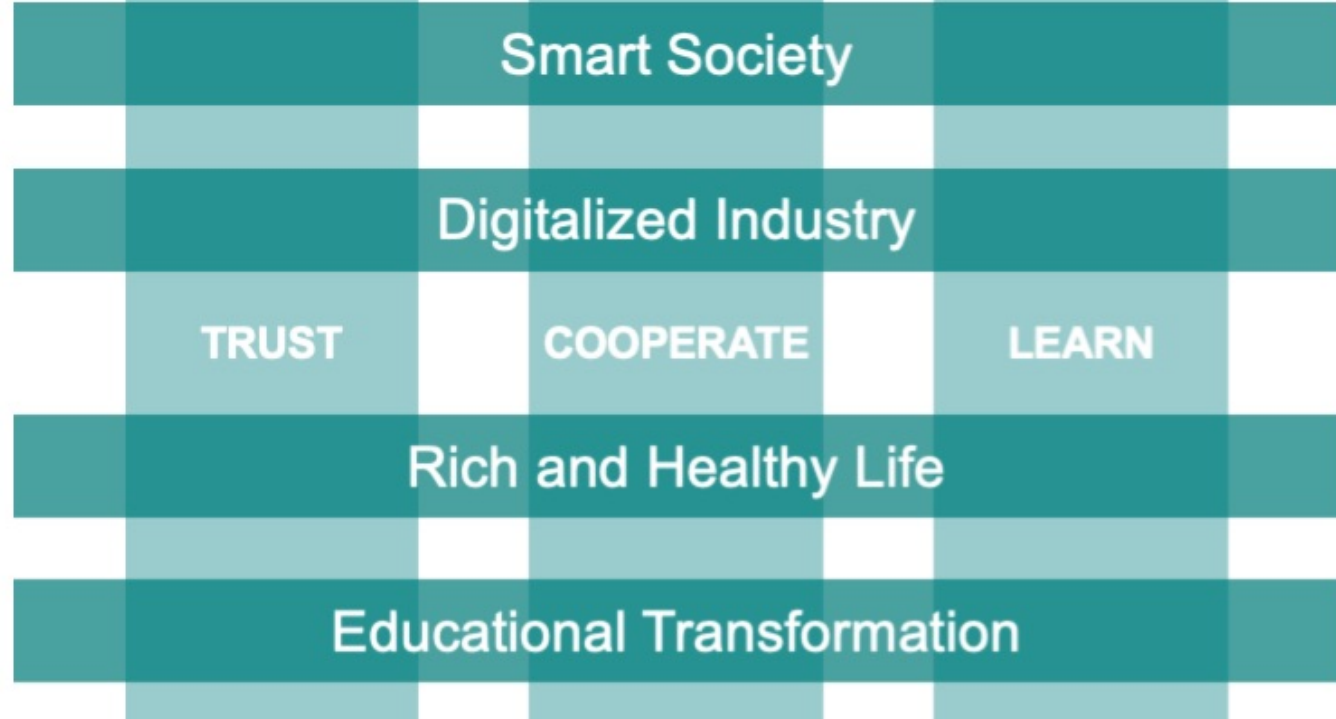 Smart Society
Digitalized Industry
TRUST COOPERATE LEARN
Rich and Healthy Life
Educational Transformation